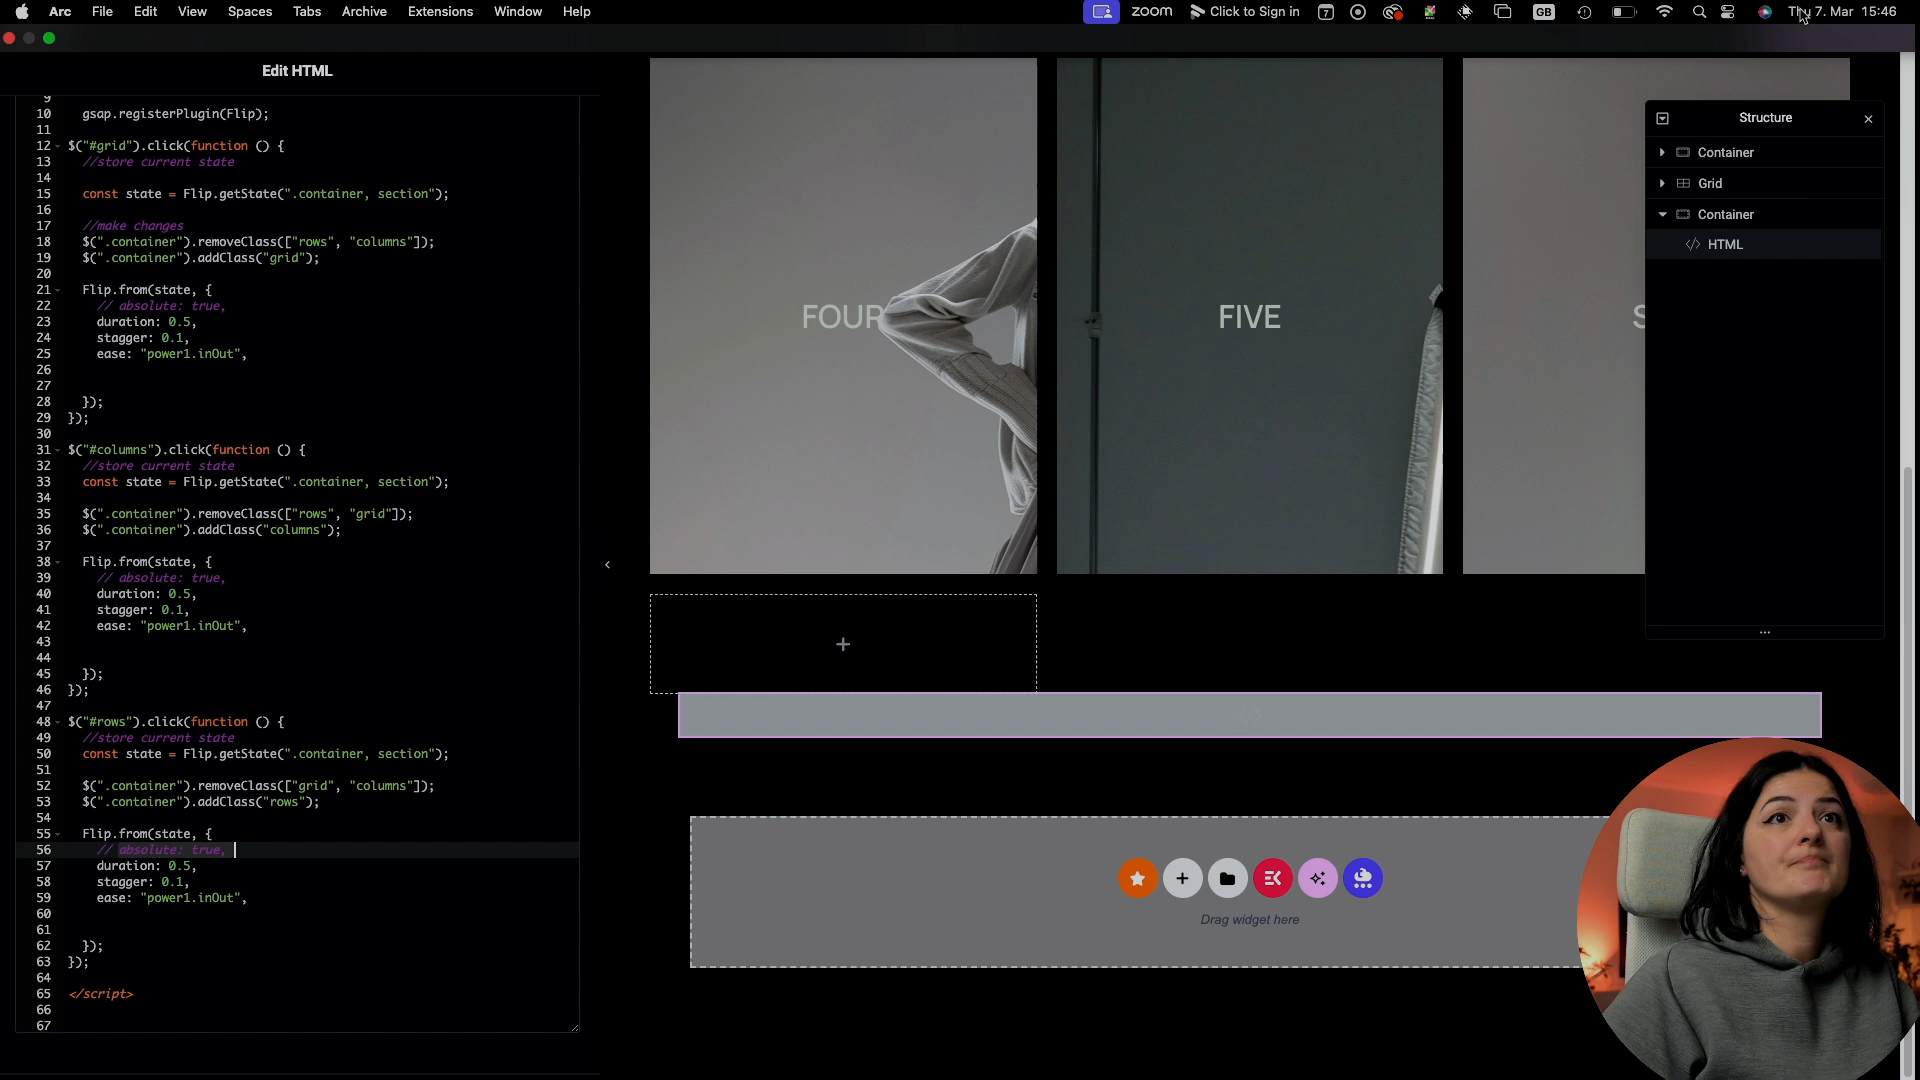 Arc File Edit View Spaces Tabs Archive Extensions Window Help zoom Click to Sign in 7 GB Thu 7. Mar 15:46
Edit HTML
9
10 gsap.registerPlugin(Flip);
11
12 $("#grid").click(function () {
13 //store current state
14
15 const state = Flip.getState(".container, section");
16
17 //make changes
18 $(".container").removeClass(["rows", "columns"]);
19 $(".container").addClass("grid");
20
21 Flip.from(state, {
22 // absolute: true,
23 duration: 0.5,
24 stagger: 0.1,
25 ease: "power1.inOut",
26
27
28 });
29 });
30
31 $("#columns").click(function () {
32 //store current state
33 const state = Flip.getState(".container, section");
34
35 $(".container").removeClass(["rows", "grid"]);
36 $(".container").addClass("columns");
37
38 Flip.from(state, {
39 // absolute: true,
40 duration: 0.5,
41 stagger: 0.1,
42 ease: "power1.inOut",
43
44
45 });
46 });
47
48 $("#rows").click(function () {
49 //store current state
50 const state = Flip.getState(".container, section");
51
52 $(".container").removeClass(["grid", "columns"]);
53 $(".container").addClass("rows");
54
55 Flip.from(state, {
56 // absolute: true,
57 duration: 0.5,
58 stagger: 0.1,
59 ease: "power1.inOut",
60
61
62 });
63 });
64
65 </script>
66
67
FOUR
FIVE
S
Structure
Container
Grid
Container
HTML
Drag widget here